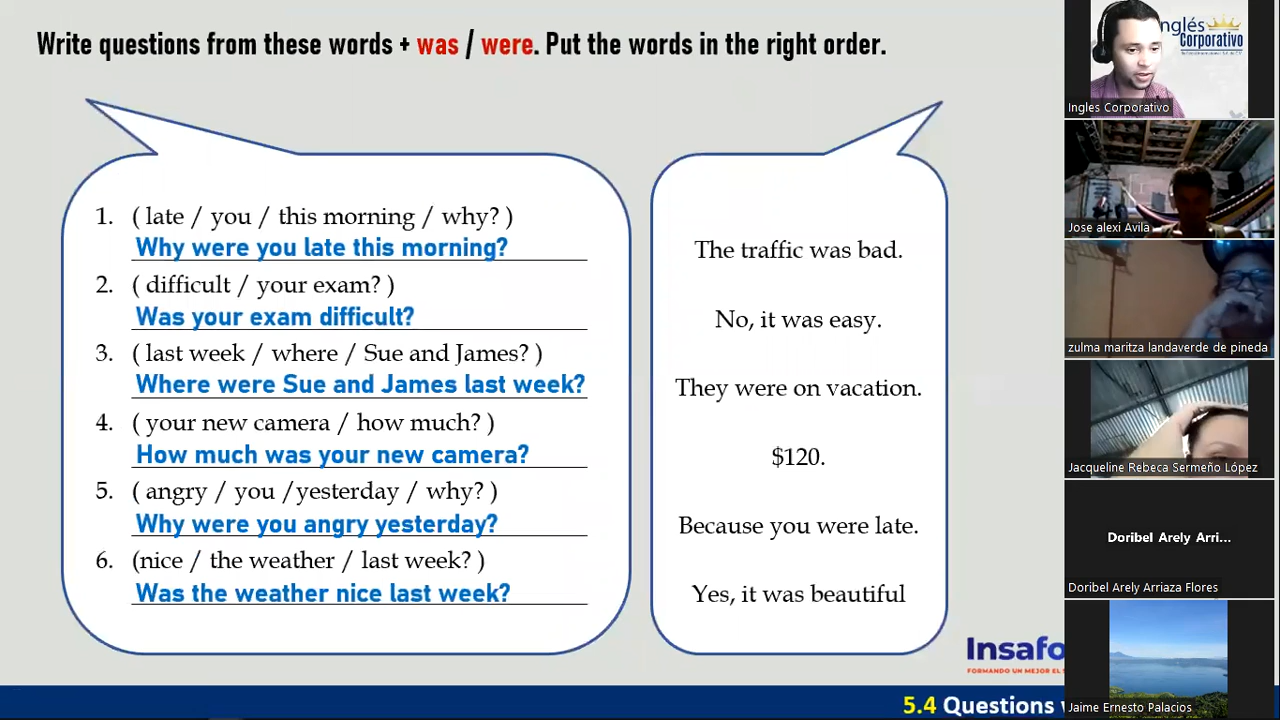 Write questions from these words + was / were. Put the words in the right order.
1. ( late / you / this morning / why? )
Why were you late this morning?
The traffic was bad.
2. ( difficult / your exam? )
Was your exam difficult?
No, it was easy.
3. ( last week / where / Sue and James? )
Where were Sue and James last week?
They were on vacation.
4. ( your new camera / how much? )
How much was your new camera?
$120.
5. ( angry / you /yesterday / why? )
Why were you angry yesterday?
Because you were late.
6. (nice / the weather / last week? )
Was the weather nice last week?
Yes, it was beautiful
Insafo
FORMANDO UN MEJOR EL
5.4 Questions
Inglés
Corporativo
Ingles Corporativo
Jose alexi Avila
zulma maritza landaverde de pineda
Jacqueline Rebeca Sermeño López
Doribel Arely Arri...
Doribel Arely Arriaza Flores
Jaime Ernesto Palacios